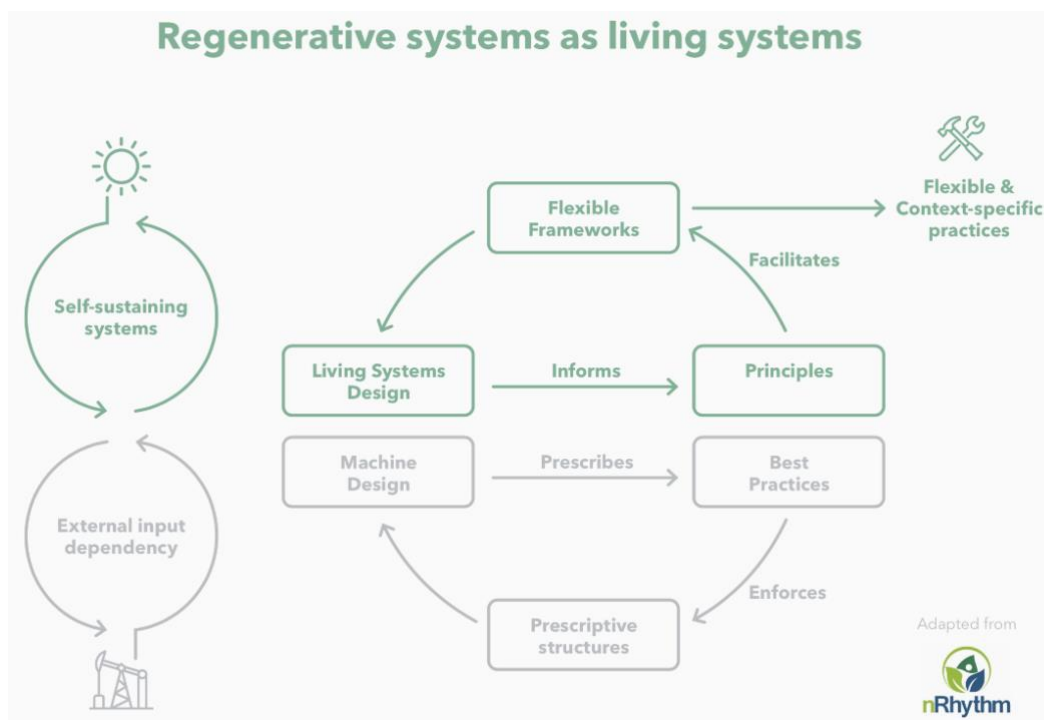 Regenerative systems as living systems
Flexible
Frameworks
Flexible &
Context-specific
practices
Facilitates
Self-sustaining
systems
Living Systems
Design
Informs
Principles
Machine
Design
Prescribes
Best
Practices
External input
dependency
Enforces
Prescriptive
structures
Adapted from
nRhythm